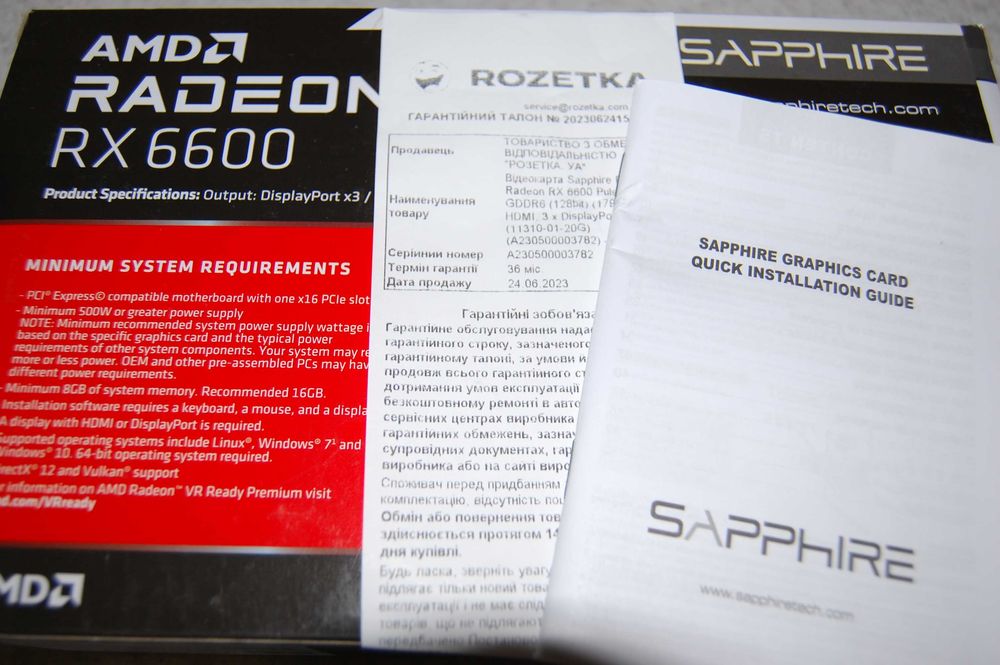 AMD
RADEON
RX 6600
Product Specifications: Output: DisplayPort x3 /
MINIMUM SYSTEM REQUIREMENTS
- PCI® Express© compatible motherboard with one x16 PCIe slot
- Minimum 500W or greater power supply
NOTE: Minimum recommended system power supply wattage i
based on the specific graphics card and the typical power
requirements of other system components. Your system may re
more or less power. OEM and other pre-assembled PCs may hav
different power requirements.
- Minimum 8GB of system memory. Recommended 16GB.
Installation software requires a keyboard, a mouse, and a displa
A display with HDMI or DisplayPort is required.
Supported operating systems include Linux®, Windows® 7¹ and
Windows® 10. 64-bit operating system required.
rectX® 12 and Vulkan® support
r information on AMD Radeon™ VR Ready Premium visit
d.com/VRready
AMD
ROZETKA
service@rozetka.com
ГАРАНТІЙНИЙ ТАЛОН № 2023062415
Продавець
ТОВАРИСТВО З ОБМЕ
ВІДПОВІДАЛЬНІСТЮ
"РОЗЕТКА. УА"
Найменування
товару
Відеокарта Sapphire
Radeon RX 6600 Puls
GDDR6 (128bit) (178
HDMI, 3 x DisplayPo
(11310-01-20G)
(A230500003782) -
Серійний номер A230500003782
Термін гарантії 36 міс.
Дата продажу 24.06.2023
Гарантійні зобов'яза
Гарантійне обслуговування надає
гарантійного строку, зазначеного
гарантійному талоні, за умови й
продовж всього гарантійного ст
дотримання умов експлуатації
безкоштовному ремонті в авто
сервісних центрах виробника
гарантійних обмежень, зазна
супровідних документах, гар
виробника або на сайті виро
Споживач перед придбанням
комплектацію, відсутність по
Обмін або повернення тов
здійснюється протягом 14
дня купівлі.
Будь ласка, зверніть увагу
підлягає тільки новий това
експлуатації і не має слід
товарів, що не підлягают
передбачено Постаново
SAPPHIRE
sapphiretech.com
SAPPHIRE GRAPHICS CARD
QUICK INSTALLATION GUIDE
SAPPHIRE
www.sapphiretech.com